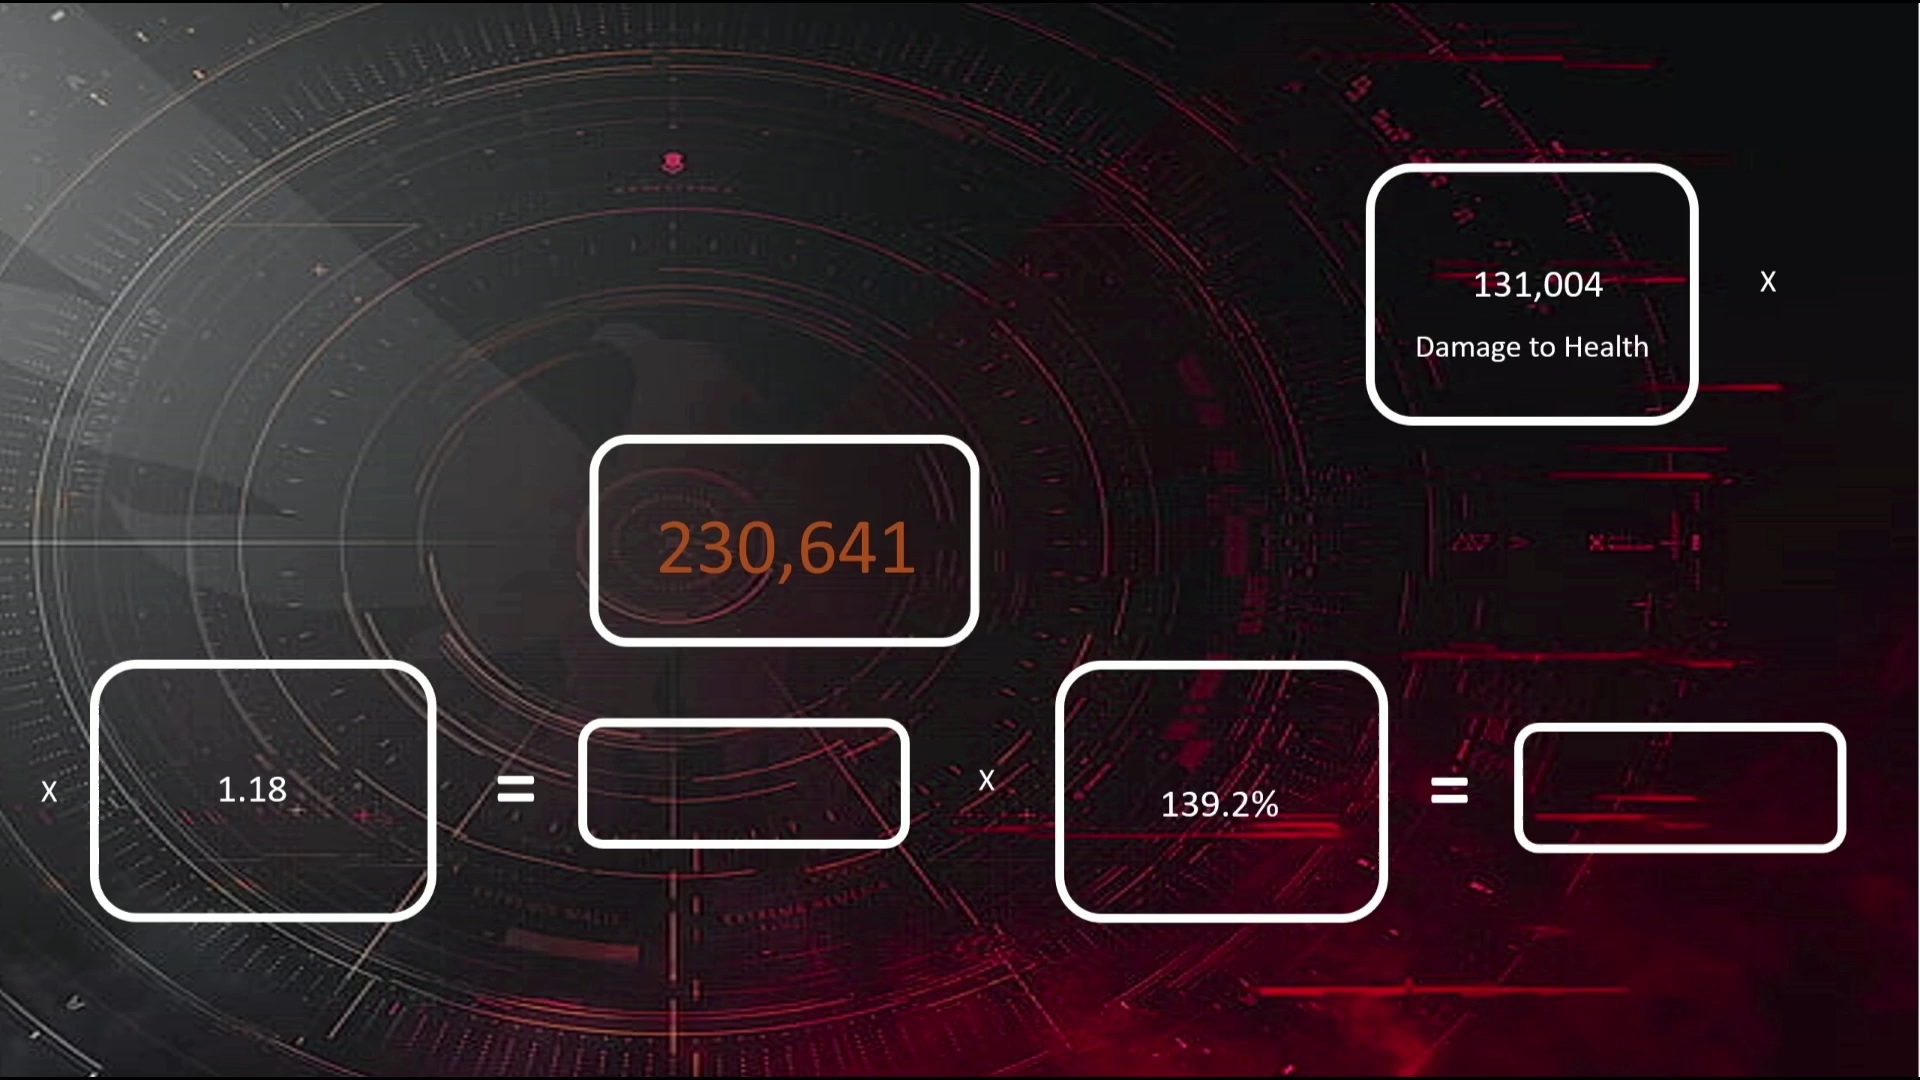 131,004
X
Damage to Health
230,641
X
1.18
=
X
139.2%
=